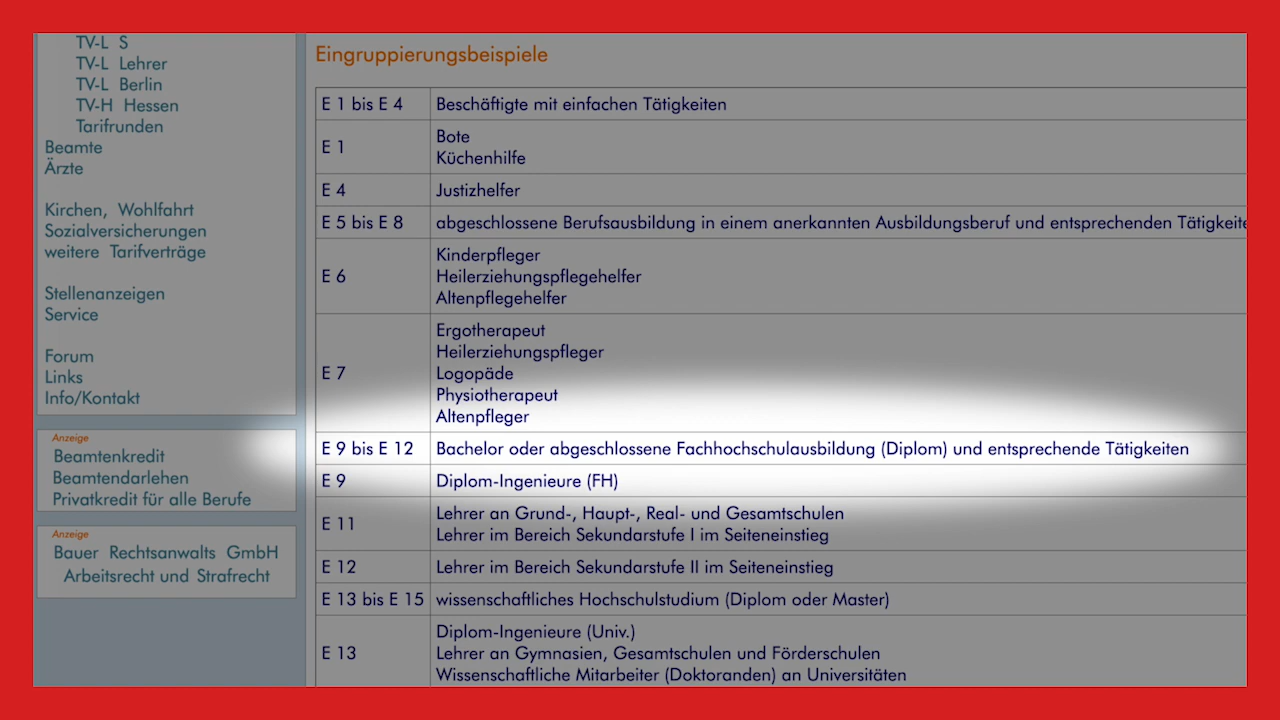 TV-L S
TV-L Lehrer
TV-L Berlin
TV-H Hessen
Tarifrunden
Beamte
Ärzte
Kirchen, Wohlfahrt
Sozialversicherungen
weitere Tarifverträge
Stellenanzeigen
Service
Forum
Links
Info/Kontakt
Anzeige
Beamtenkredit
Beamtendarlehen
Privatkredit für alle Berufe
Anzeige
Bauer Rechtsanwalts GmbH
Arbeitsrecht und Strafrecht
Eingruppierungsbeispiele
E 1 bis E 4 Beschäftigte mit einfachen Tätigkeiten
E 1
Bote
Küchenhilfe
E 4 Justizhelfer
E 5 bis E 8 abgeschlossene Berufsausbildung in einem anerkannten Ausbildungsberuf und entsprechenden Tätigkeite
E 6
Kinderpfleger
Heilerziehungspflegehelfer
Altenpflegehelfer
E 7
Ergotherapeut
Heilerziehungspfleger
Logopäde
Physiotherapeut
Altenpfleger
E 9 bis E 12 Bachelor oder abgeschlossene Fachhochschulausbildung (Diplom) und entsprechende Tätigkeiten
E 9 Diplom-Ingenieure (FH)
E 11
Lehrer an Grund-, Haupt-, Real- und Gesamtschulen
Lehrer im Bereich Sekundarstufe I im Seiteneinstieg
E 12 Lehrer im Bereich Sekundarstufe II im Seiteneinstieg
E 13 bis E 15 wissenschaftliches Hochschulstudium (Diplom oder Master)
E 13
Diplom-Ingenieure (Univ.)
Lehrer an Gymnasien, Gesamtschulen und Förderschulen
Wissenschaftliche Mitarbeiter (Doktoranden) an Universitäten